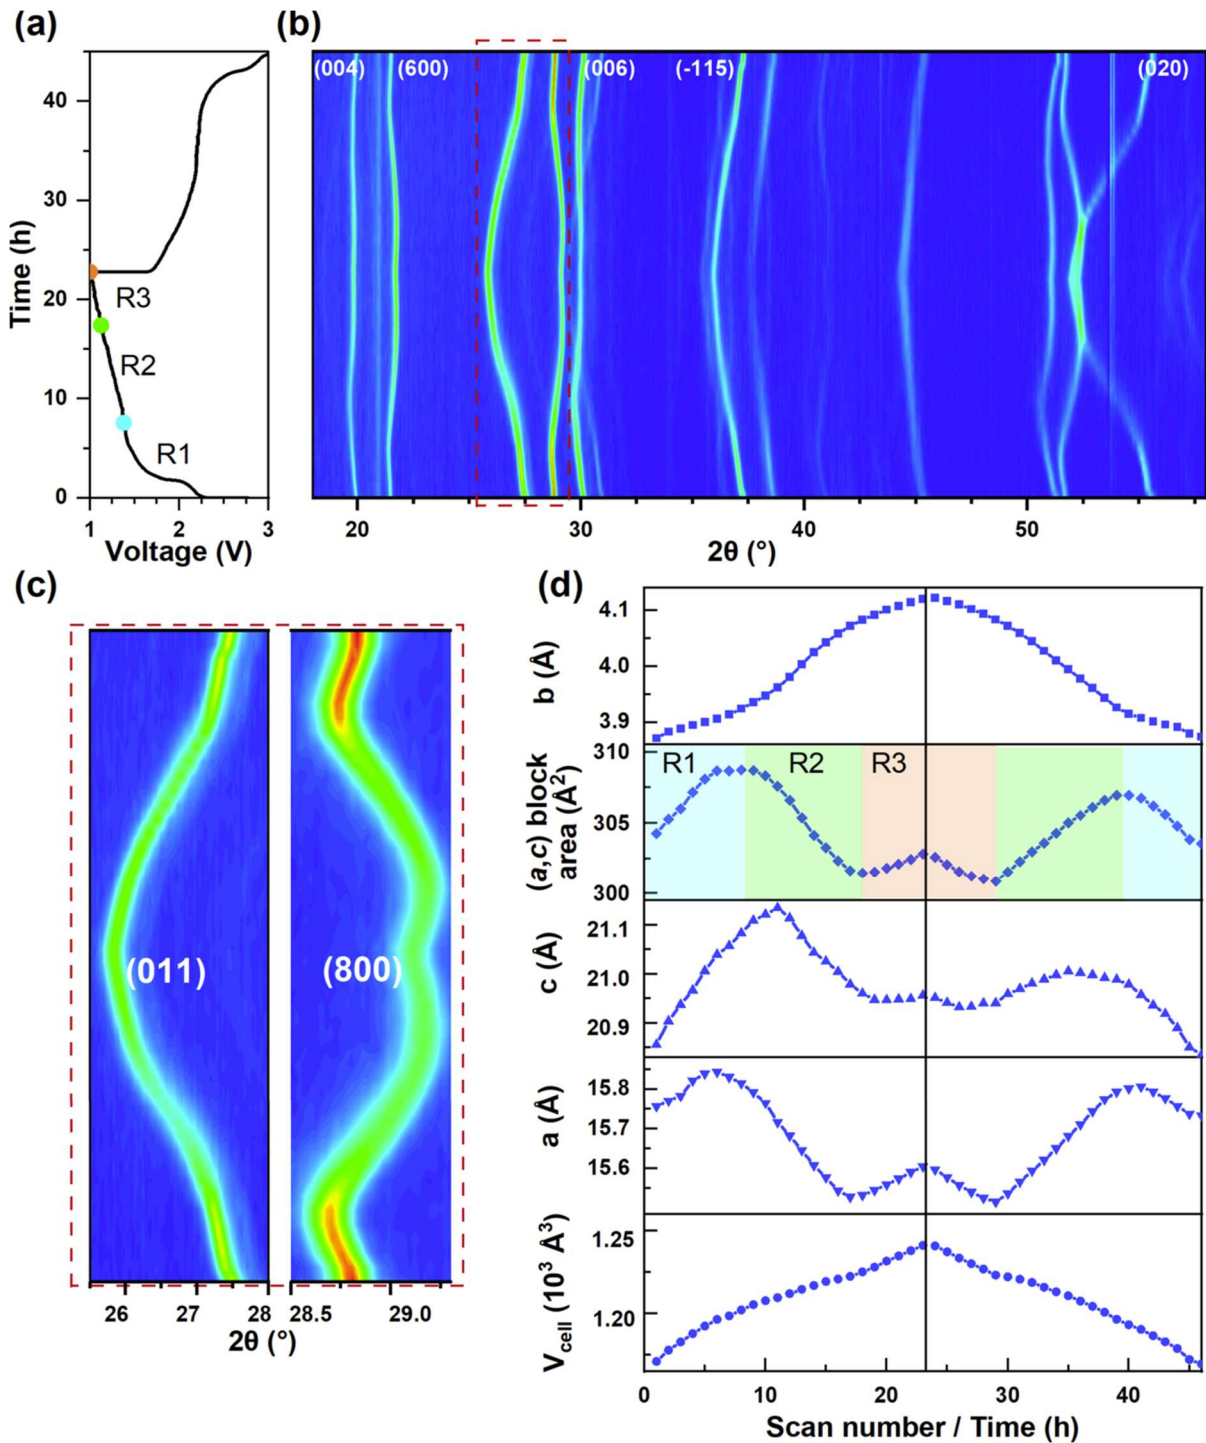 (a)
40
30
20
10
0
Time (h)
R3
R2
R1
1
2
3
Voltage (V)
(b)
(004)
(600)
(006)
(-115)
(020)
20
30
40
50
2θ (°)
(c)
(011)
(800)
26
27
28
28.5
29.0
2θ (°)
(d)
4.1
4.0
3.9
b (Å)
310
305
300
(a,c) block
area (Å²)
R1
R2
R3
21.1
21.0
20.9
c (Å)
15.8
15.7
15.6
a (Å)
1.25
1.20
Vcell (10³ Å³)
0
10
20
30
40
Scan number / Time (h)